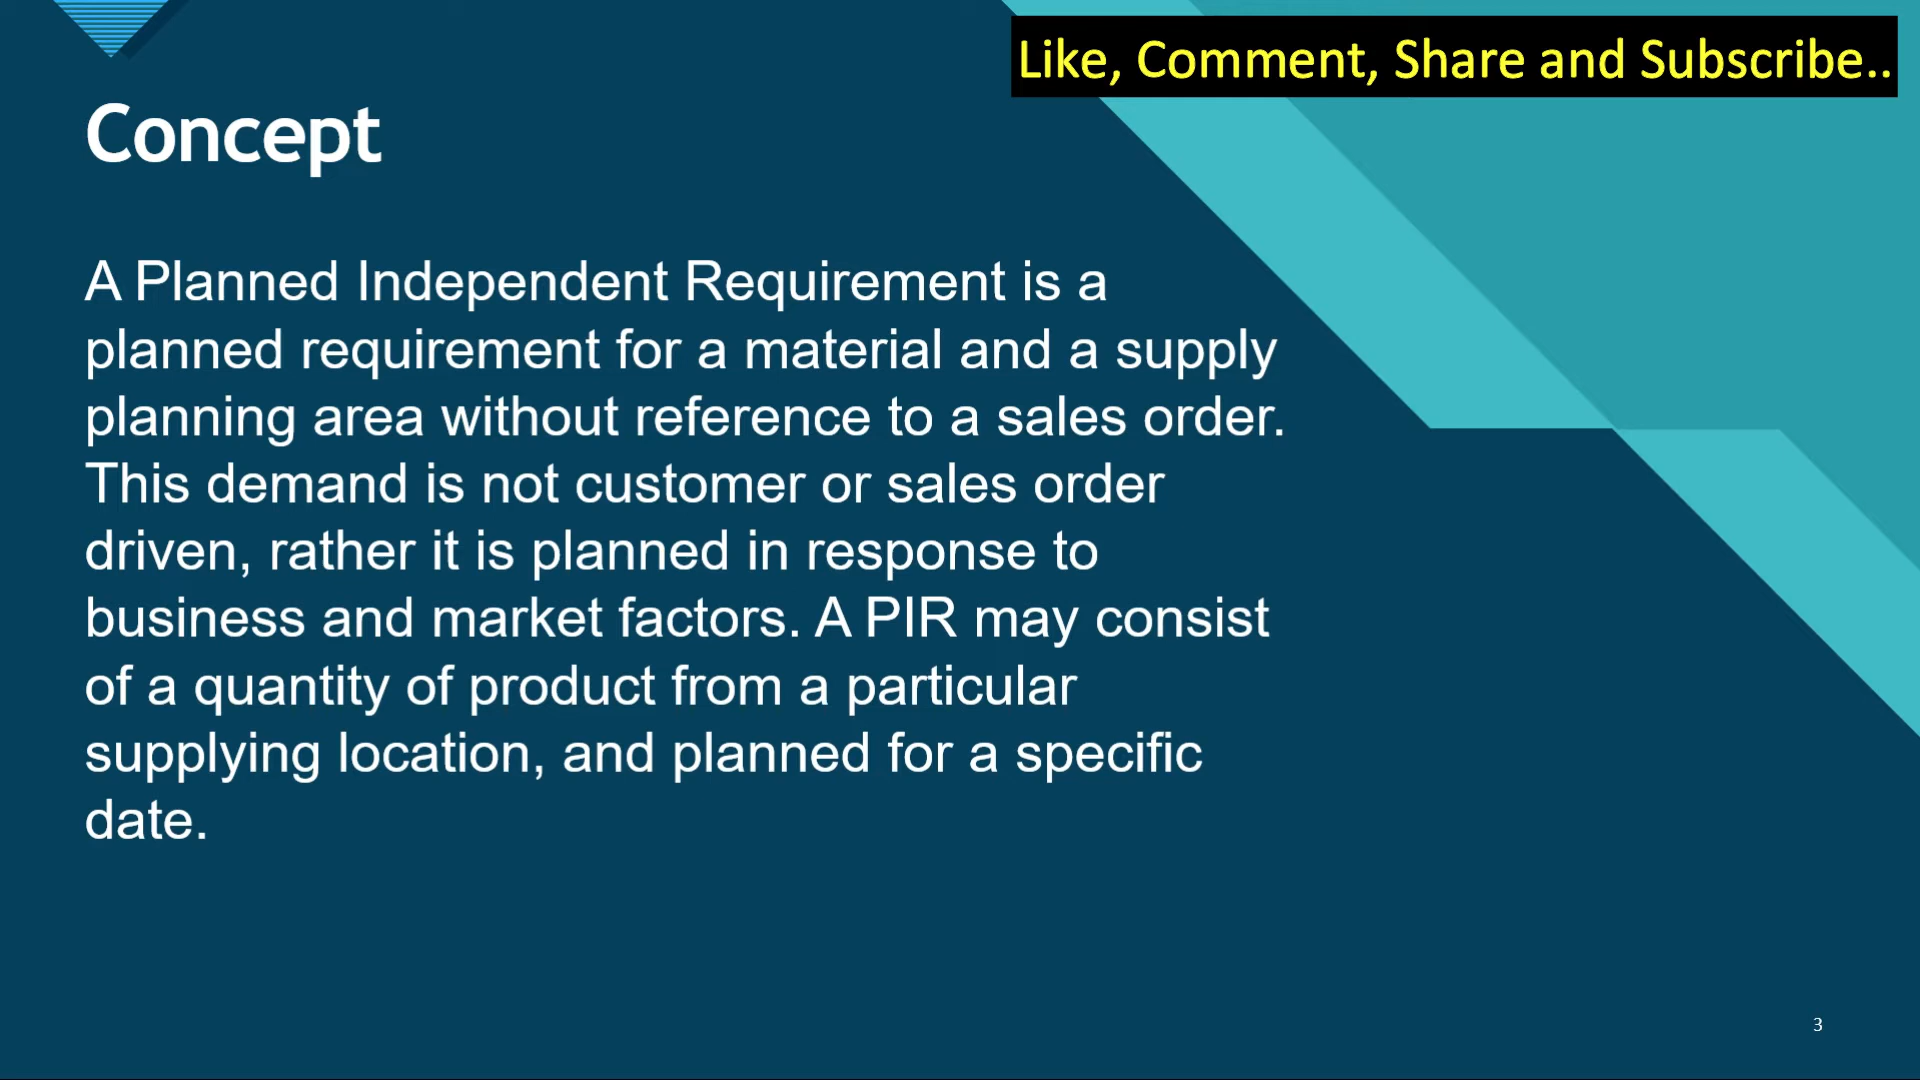 Like, Comment, Share and Subscribe..
Concept
A Planned Independent Requirement is a
planned requirement for a material and a supply
planning area without reference to a sales order.
This demand is not customer or sales order
driven, rather it is planned in response to
business and market factors. A PIR may consist
of a quantity of product from a particular
supplying location, and planned for a specific
date.
3